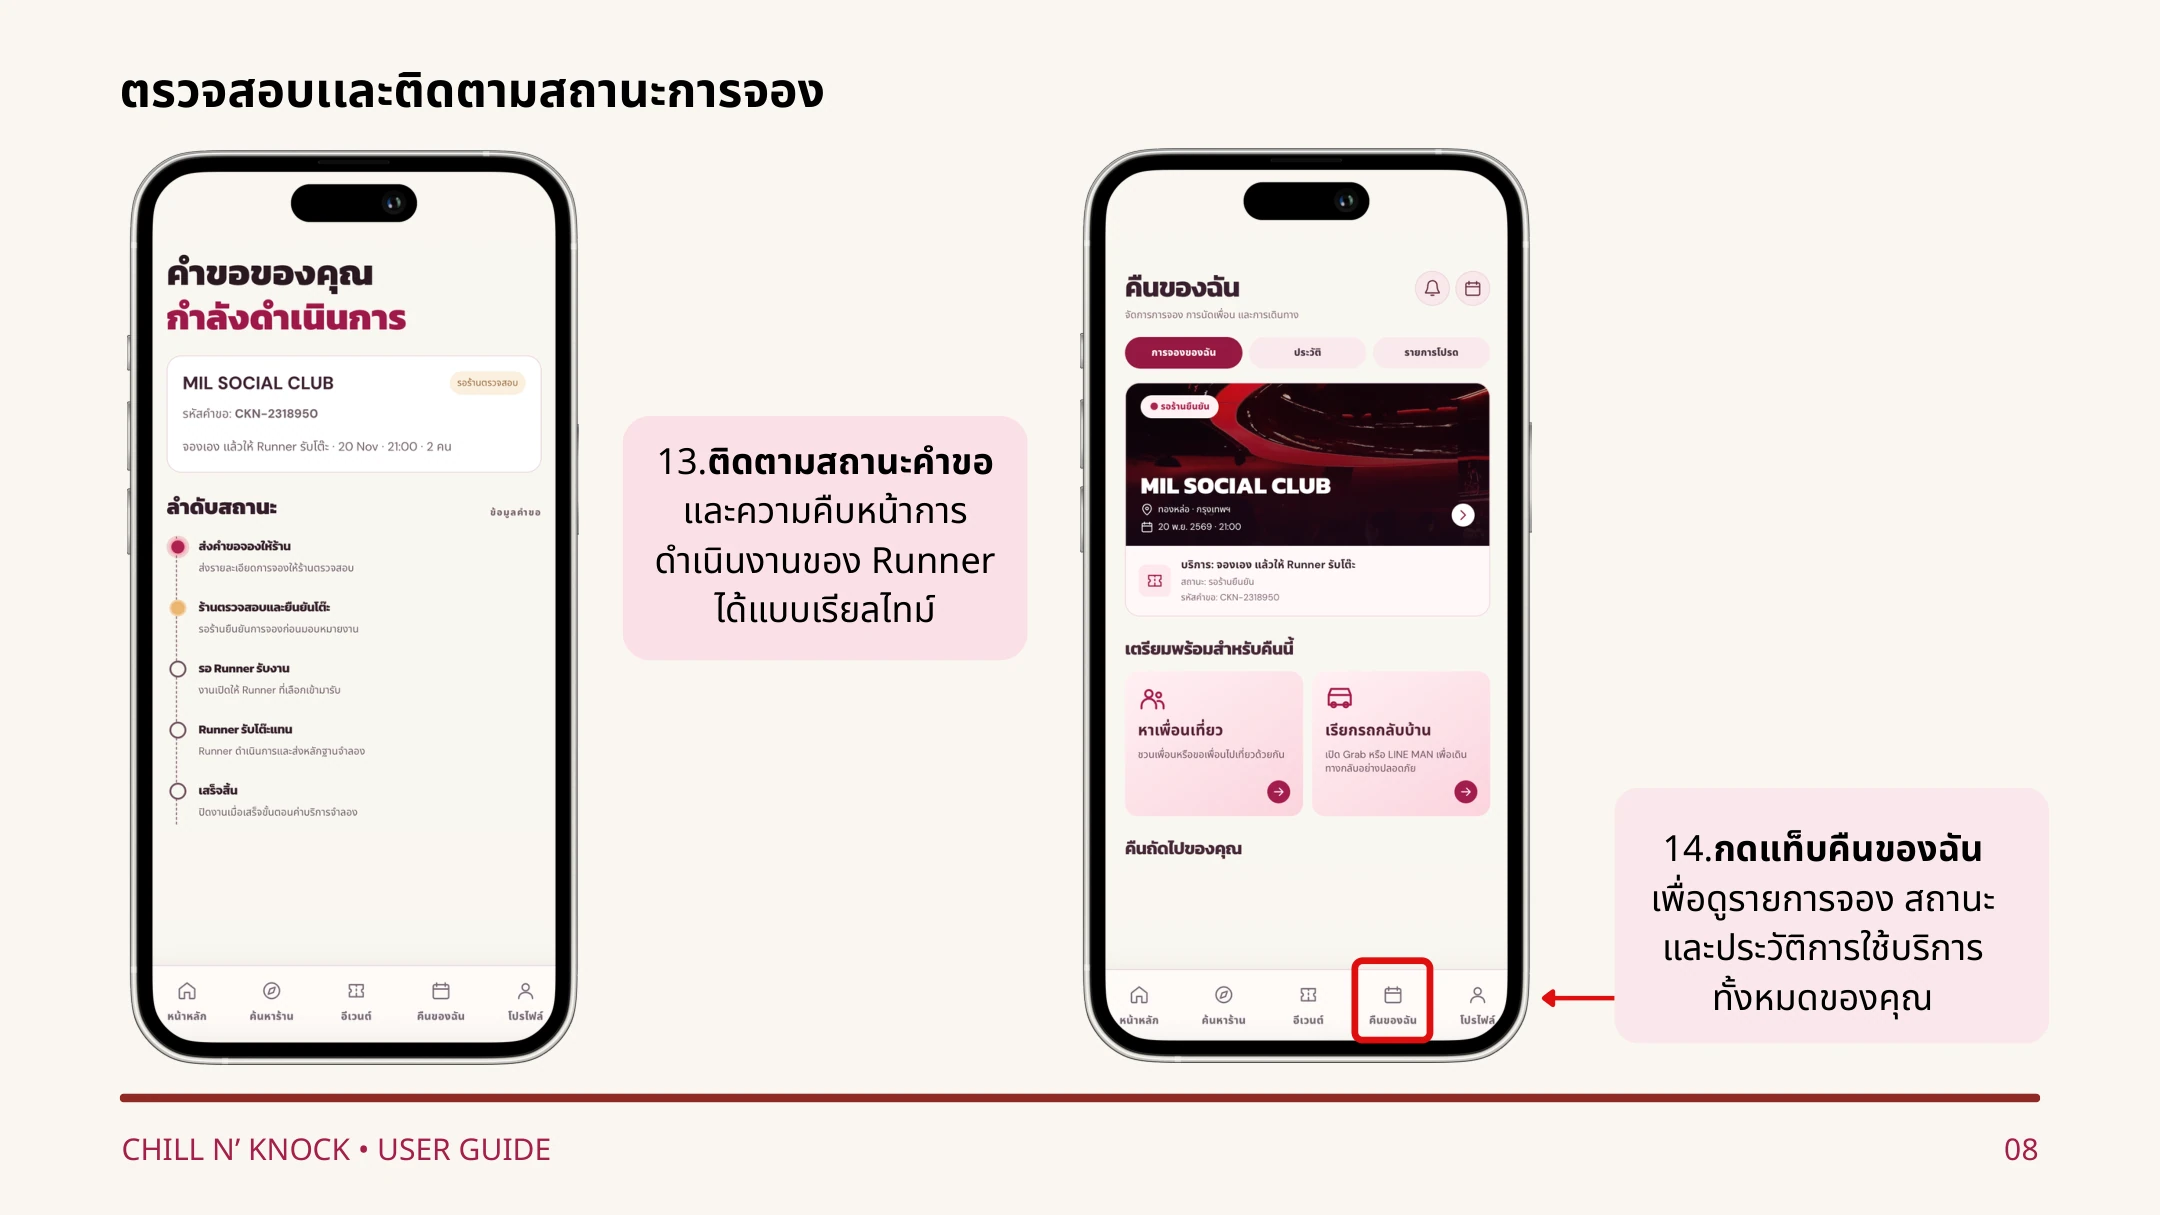 ตรวจสอบและติดตามสถานะการจอง
คำขอของคุณ
กำลังดำเนินการ
MIL SOCIAL CLUB
รอร้านตรวจสอบ
รหัสคำขอ: CKN-2318950
จองเอง แล้วให้ Runner รับโต๊ะ · 20 Nov · 21:00 · 2 คน
ลำดับสถานะ
ข้อมูลคำขอ
ส่งคำขอจองให้ร้าน
ส่งรายละเอียดการจองให้ร้านตรวจสอบ
ร้านตรวจสอบและยืนยันโต๊ะ
รอร้านยืนยันการจองก่อนมอบหมายงาน
รอ Runner รับงาน
งานเปิดให้ Runner ที่เลือกเข้ามารับ
Runner รับโต๊ะแทน
Runner ดำเนินการและส่งหลักฐานจำลอง
เสร็จสิ้น
ปิดงานเมื่อเสร็จขั้นตอนค่าบริการจำลอง
หน้าหลัก
ค้นหาร้าน
อีเวนต์
คืนของฉัน
โปรไฟล์
13.ติดตามสถานะคำขอ
และความคืบหน้าการ
ดำเนินงานของ Runner
ได้แบบเรียลไทม์
คืนของฉัน
จัดการการจอง การนัดเพื่อน และการเดินทาง
การจองของฉัน
ประวัติ
รายการโปรด
รอร้านยืนยัน
MIL SOCIAL CLUB
ทองหล่อ · กรุงเทพฯ
20 พ.ย. 2569 · 21:00
บริการ: จองเอง แล้วให้ Runner รับโต๊ะ
สถานะ: รอร้านยืนยัน
รหัสคำขอ: CKN-2318950
เตรียมพร้อมสำหรับคืนนี้
หาเพื่อนเที่ยว
ชวนเพื่อนหรือขอเพื่อนไปเที่ยวด้วยกัน
เรียกรถกลับบ้าน
เปิด Grab หรือ LINE MAN เพื่อเดิน
ทางกลับอย่างปลอดภัย
คืนถัดไปของคุณ
หน้าหลัก
ค้นหาร้าน
อีเวนต์
คืนของฉัน
โปรไฟล์
14.กดแท็บคืนของฉัน
เพื่อดูรายการจอง สถานะ
และประวัติการใช้บริการ
ทั้งหมดของคุณ
CHILL N’ KNOCK • USER GUIDE
08